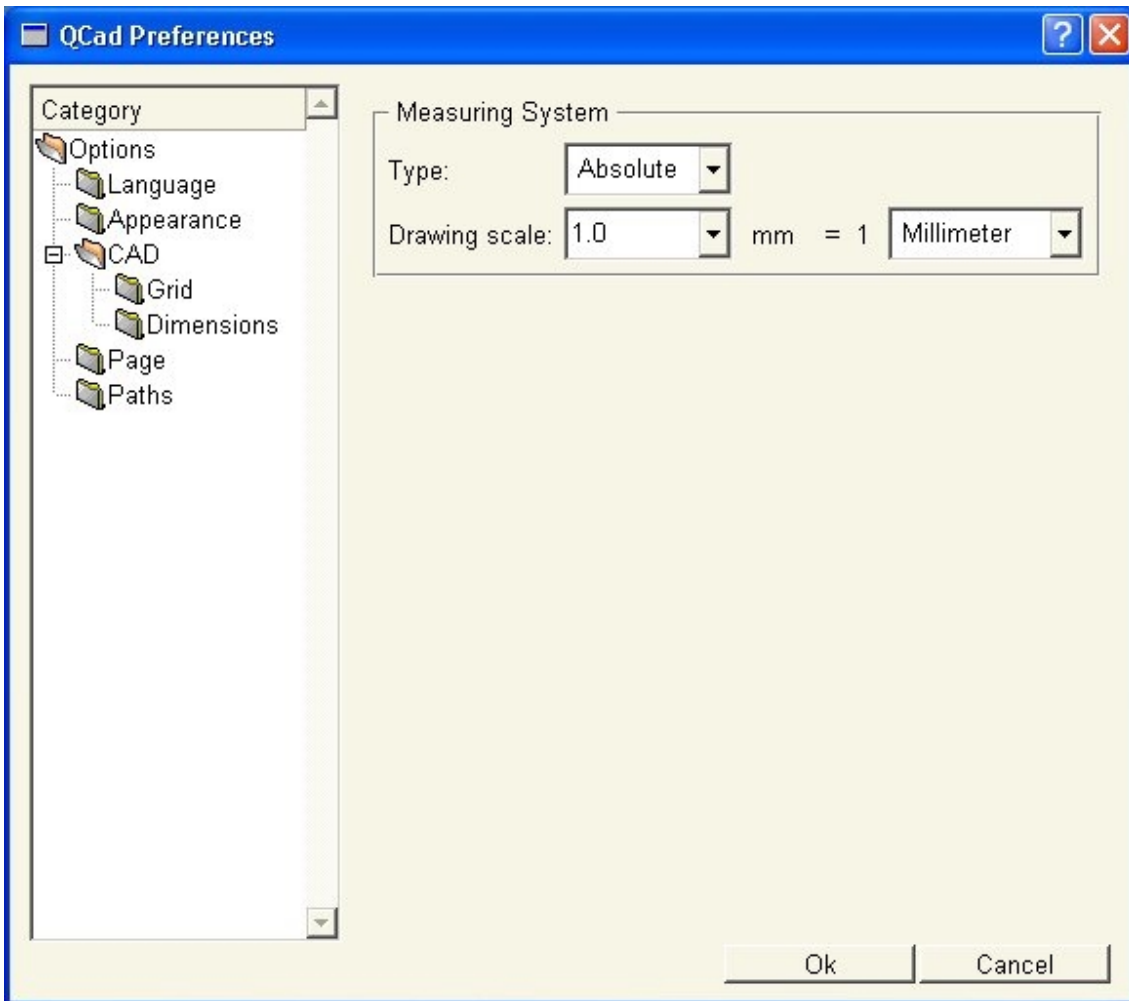 QCad Preferences
Category
Options
Language
Appearance
CAD
Grid
Dimensions
Page
Paths
Measuring System
Type: Absolute
Drawing scale: 1.0 mm = 1 Millimeter
Ok Cancel